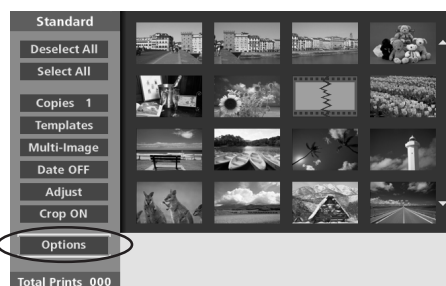 Standard
Deselect All
Select All
Copies 1
Templates
Multi-Image
Date OFF
Adjust
Crop ON
Options
Total Prints 000